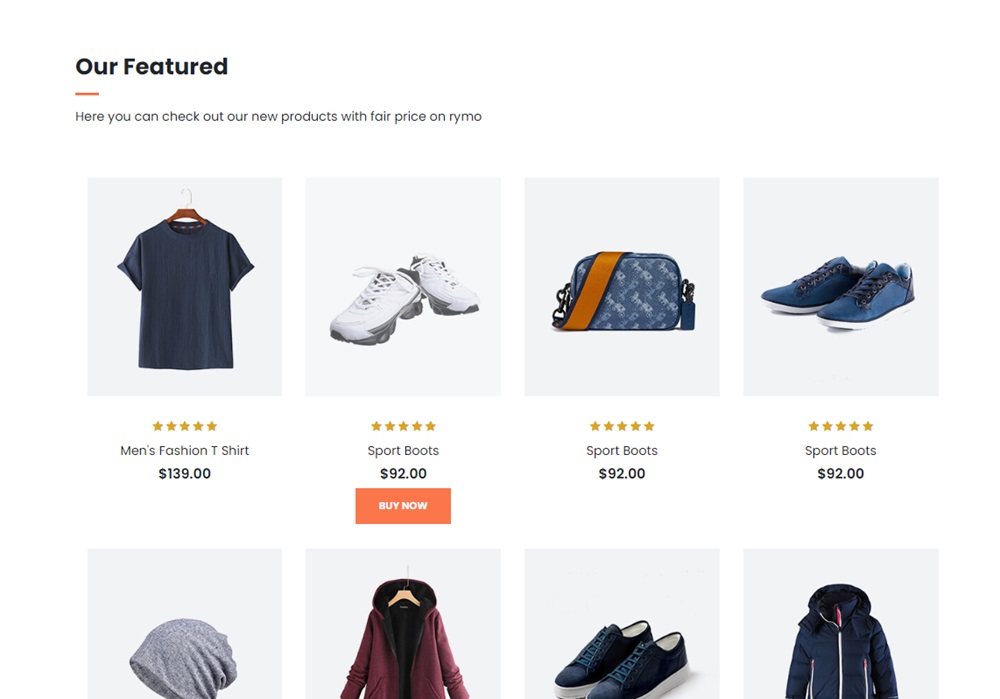 Our Featured
Here you can check out our new products with fair price on rymo
Men's Fashion T Shirt
$139.00
Sport Boots
$92.00
BUY NOW
Sport Boots
$92.00
Sport Boots
$92.00